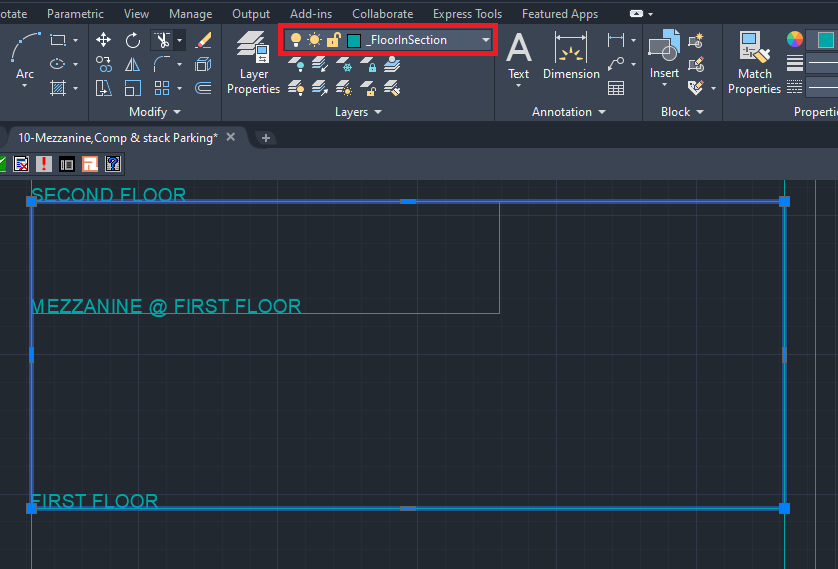 otate Parametric View Manage Output Add-ins Collaborate Express Tools Featured Apps
_FloorInSection
Arc
Layer Properties
Text
Dimension
Insert
Match Properties
Modify
Layers
Annotation
Block
Properti
10-Mezzanine,Comp & stack Parking*
SECOND FLOOR
MEZZANINE @ FIRST FLOOR
FIRST FLOOR